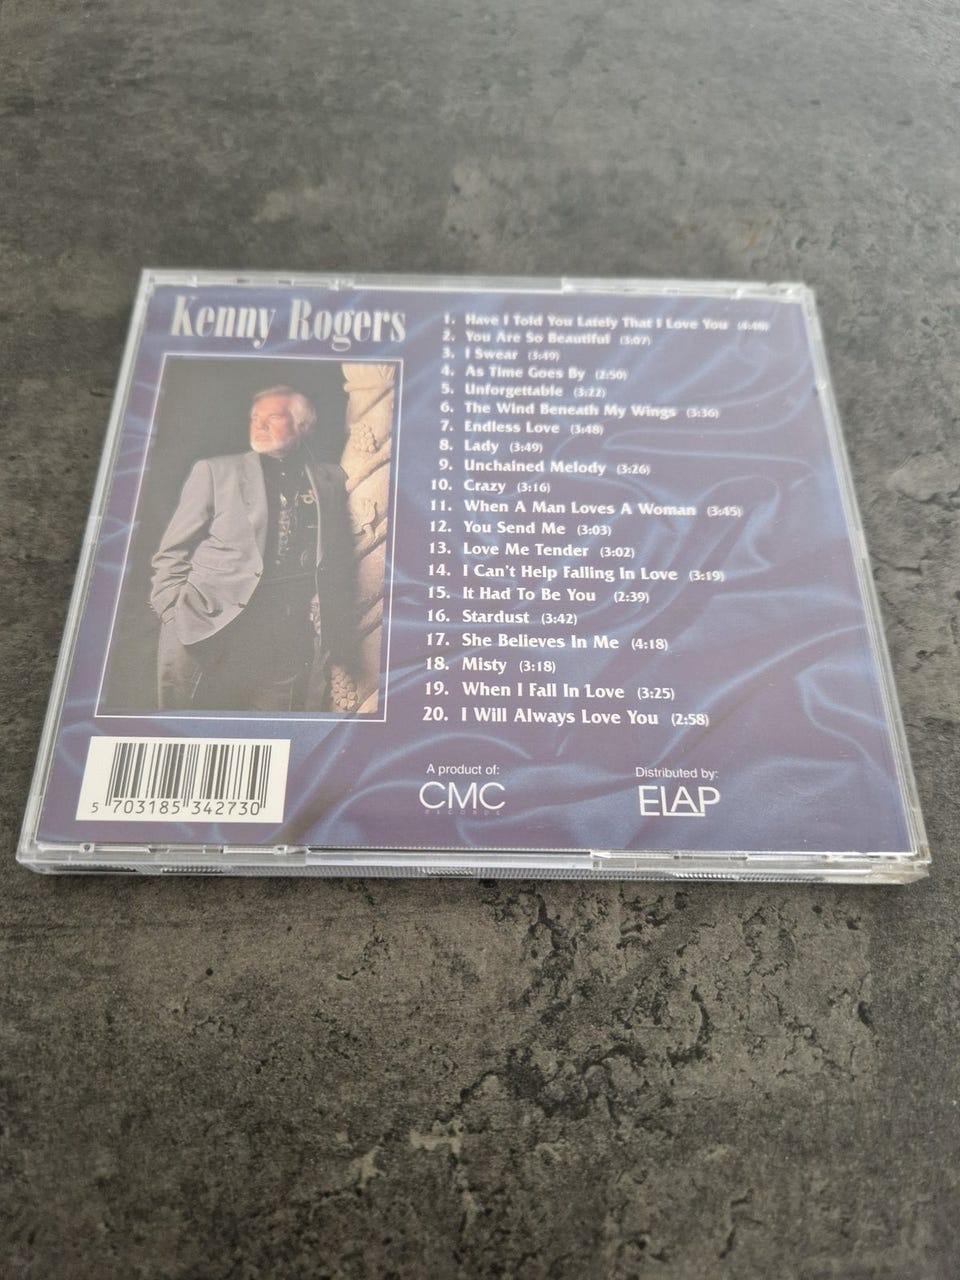 Kenny Rogers
1. Have I Told You Lately That I Love You
2. You Are So Beautiful (3:07)
3. I Swear (3:49)
4. As Time Goes By (2:50)
5. Unforgettable (3:22)
6. The Wind Beneath My Wings (3:36)
7. Endless Love (3:48)
8. Lady (3:49)
9. Unchained Melody (3:26)
10. Crazy (3:16)
11. When A Man Loves A Woman (3:45)
12. You Send Me (3:03)
13. Love Me Tender (3:02)
14. I Can't Help Falling In Love (3:19)
15. It Had To Be You (2:39)
16. Stardust (3:42)
17. She Believes In Me (4:18)
18. Misty (3:18)
19. When I Fall In Love (3:25)
20. I Will Always Love You (2:58)
5 703185 342730
A product of:
CMC
RECORDS
Distributed by:
ELAP